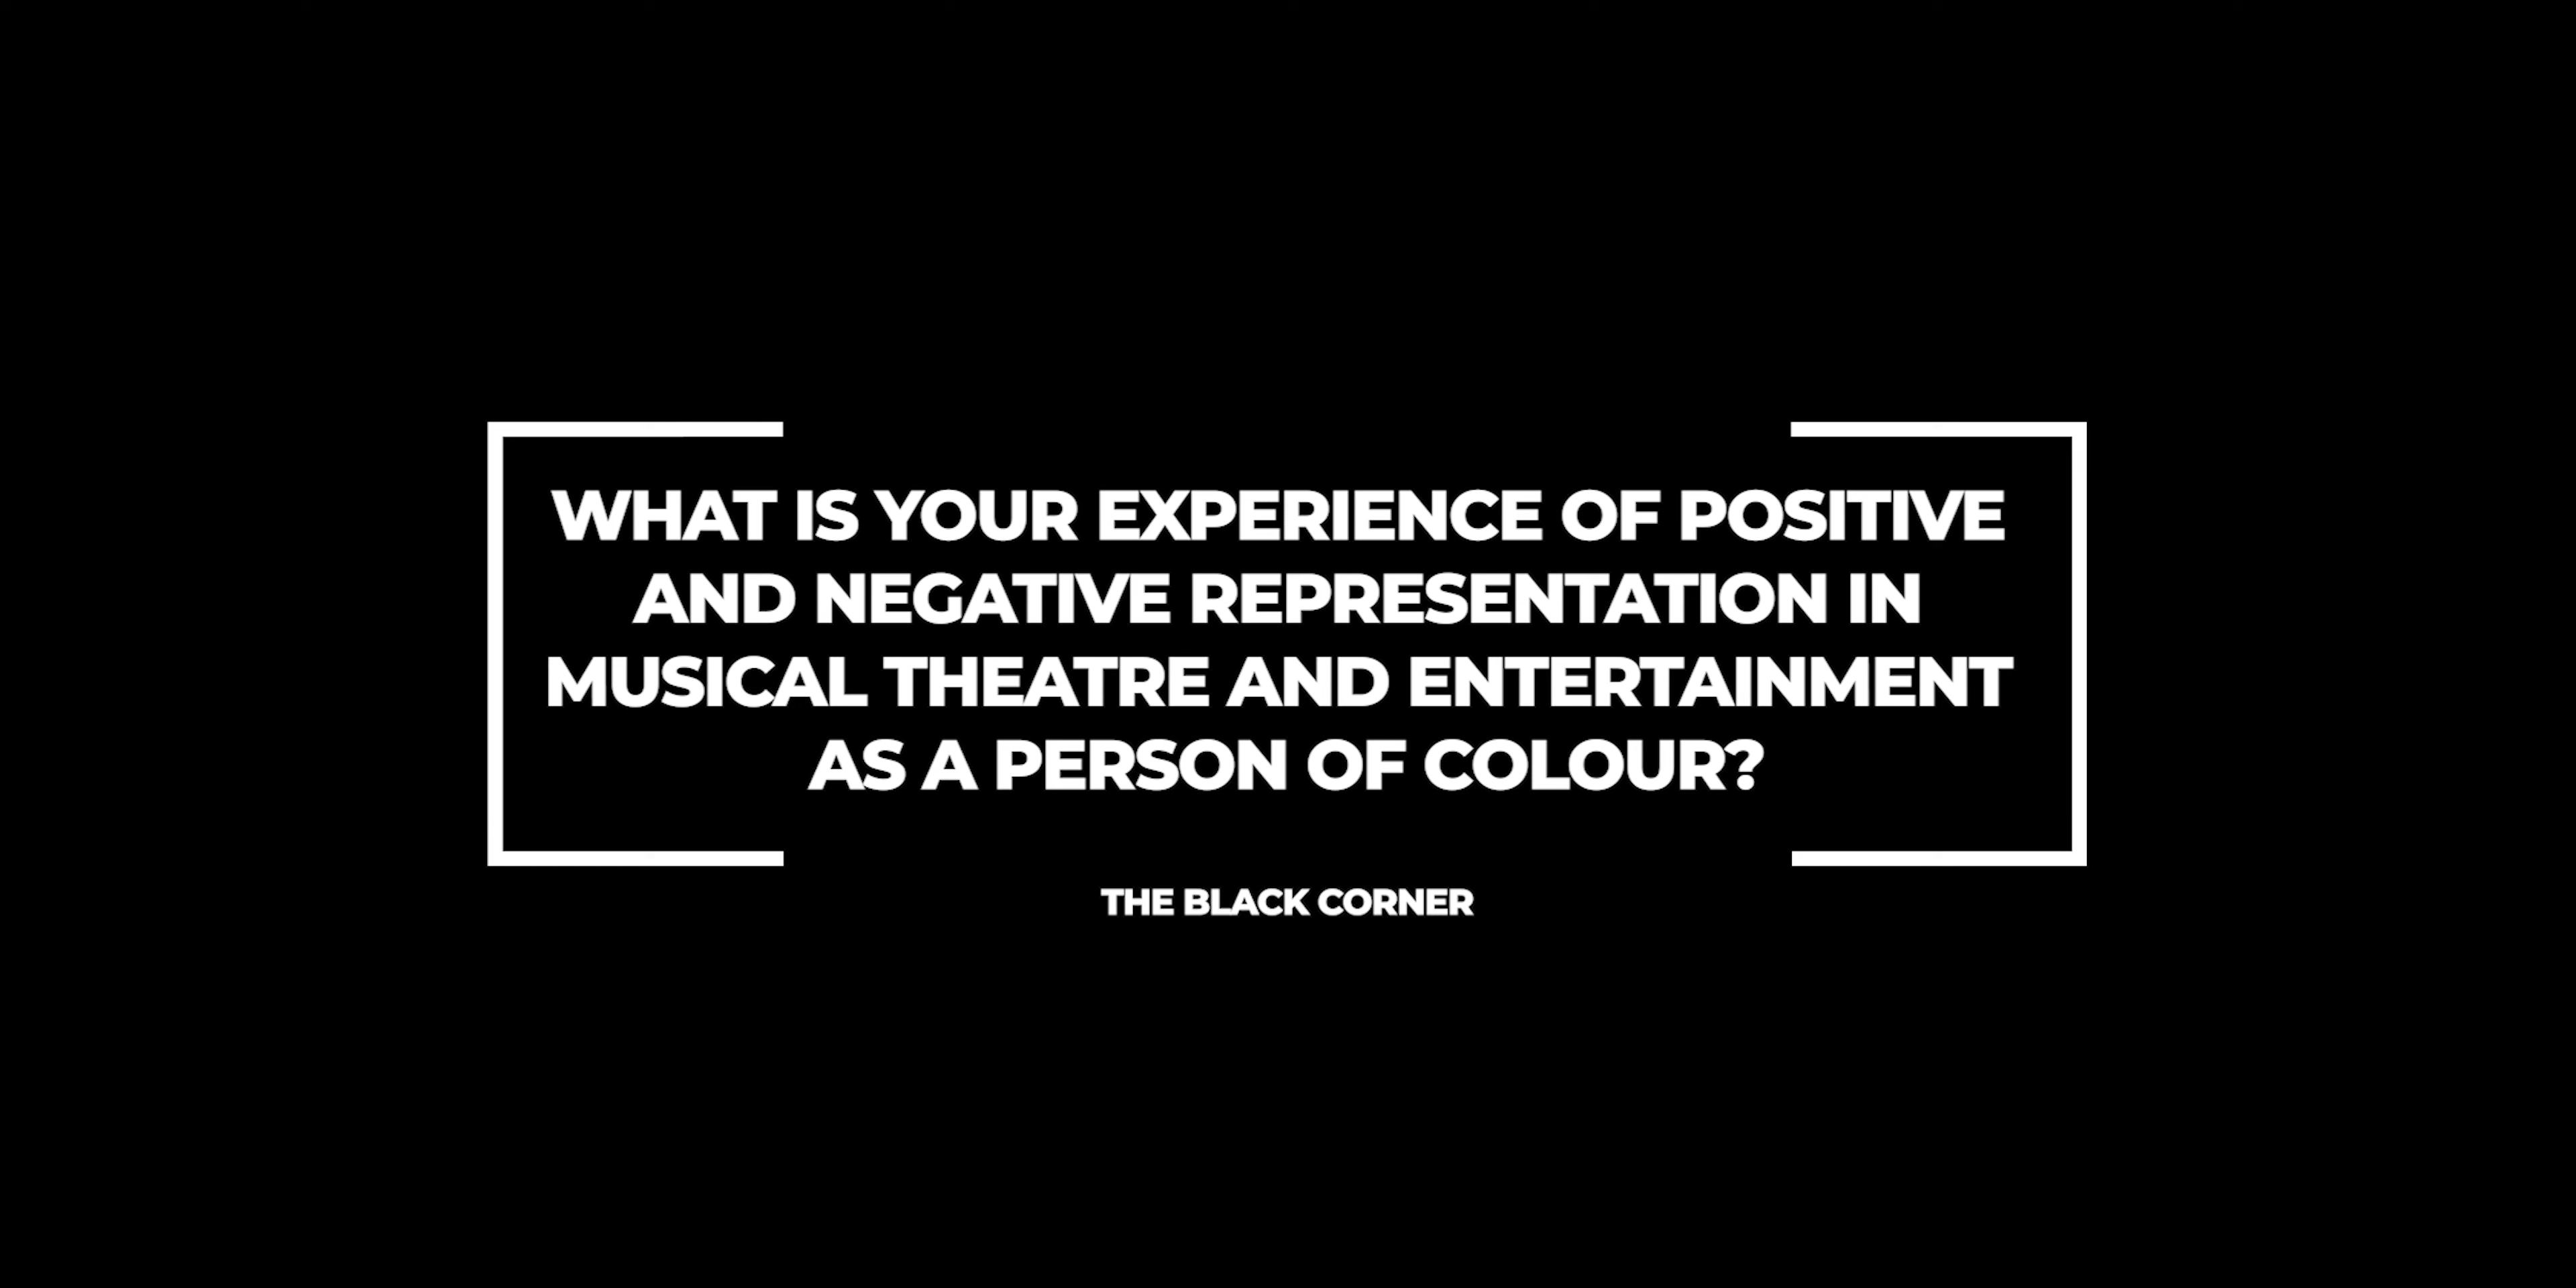 WHAT IS YOUR EXPERIENCE OF POSITIVE
AND NEGATIVE REPRESENTATION IN
MUSICAL THEATRE AND ENTERTAINMENT
AS A PERSON OF COLOUR?
THE BLACK CORNER